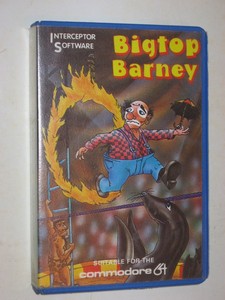 INTERCEPTOR
SOFTWARE
Bigtop
Barney
SUITABLE FOR THE
commodore 64